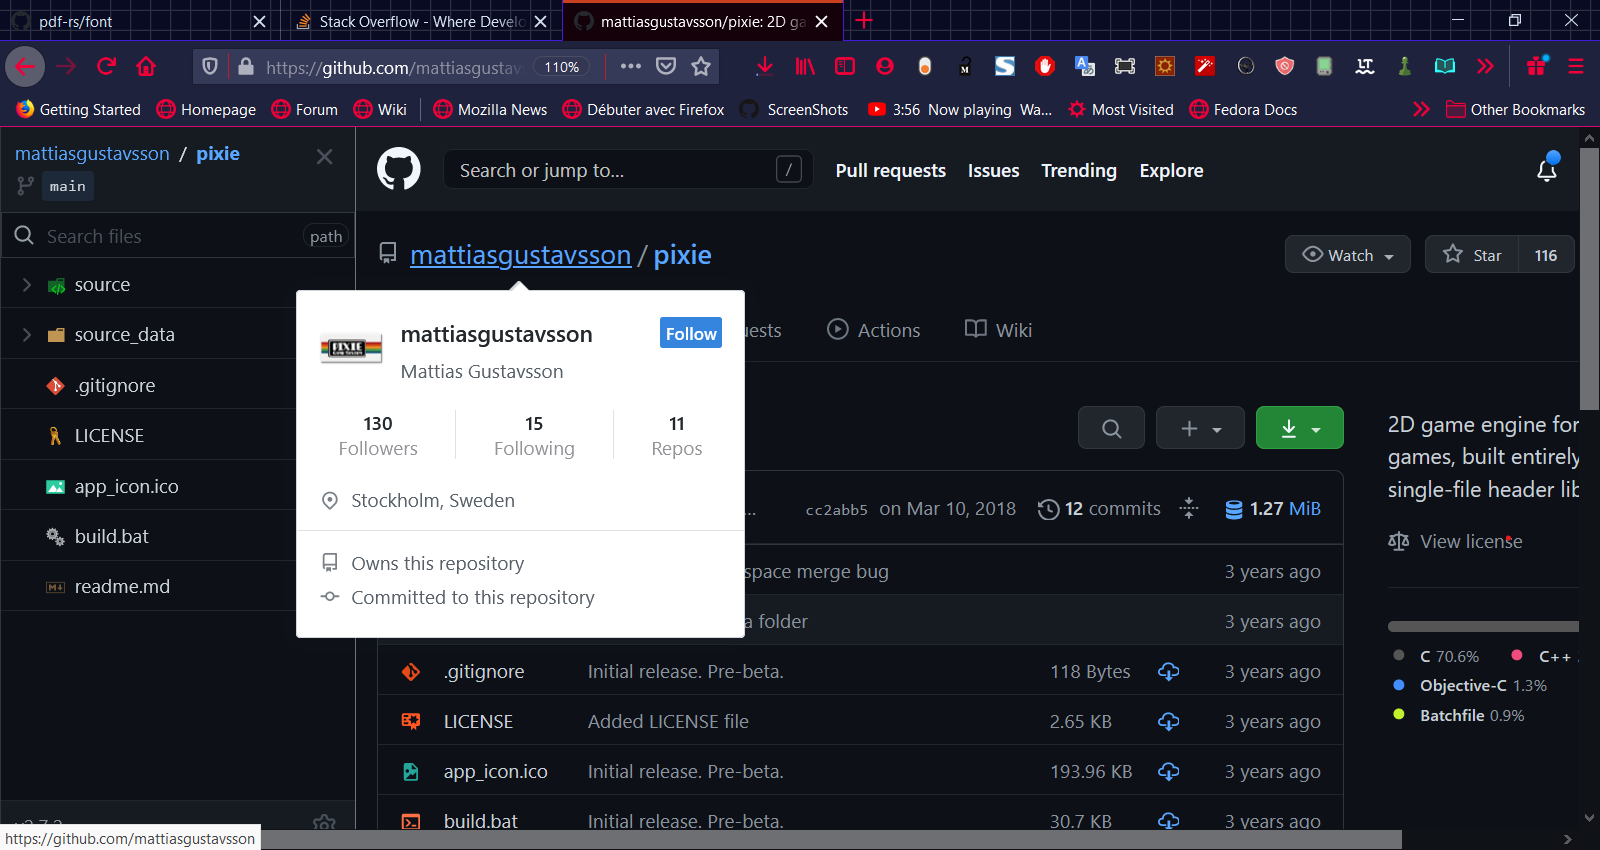 pdf-rs/font
Stack Overflow - Where Develo
mattiasgustavsson/pixie: 2D ga
https://github.com/mattiasgustavs
110%
Getting Started
Homepage
Forum
Wiki
Mozilla News
Débuter avec Firefox
ScreenShots
3:56 Now playing Wa...
Most Visited
Fedora Docs
Other Bookmarks
mattiasgustavsson / pixie
main
Search files
path
source
source_data
.gitignore
LICENSE
app_icon.ico
build.bat
readme.md
Search or jump to...
/
Pull requests
Issues
Trending
Explore
mattiasgustavsson / pixie
Watch
Star
116
uests
Actions
Wiki
PIXIE
mattiasgustavsson
Follow
Mattias Gustavsson
130
Followers
15
Following
11
Repos
Stockholm, Sweden
Owns this repository
Committed to this repository
2D game engine for
games, built entirely
single-file header lib
View license
C 70.6%
C++
Objective-C 1.3%
Batchfile 0.9%
... cc2abb5 on Mar 10, 2018
12 commits
1.27 MiB
space merge bug
3 years ago
a folder
3 years ago
.gitignore
Initial release. Pre-beta.
118 Bytes
3 years ago
LICENSE
Added LICENSE file
2.65 KB
3 years ago
app_icon.ico
Initial release. Pre-beta.
193.96 KB
3 years ago
build.bat
Initial release. Pre-beta.
30.7 KB
3 years ago
https://github.com/mattiasgustavsson